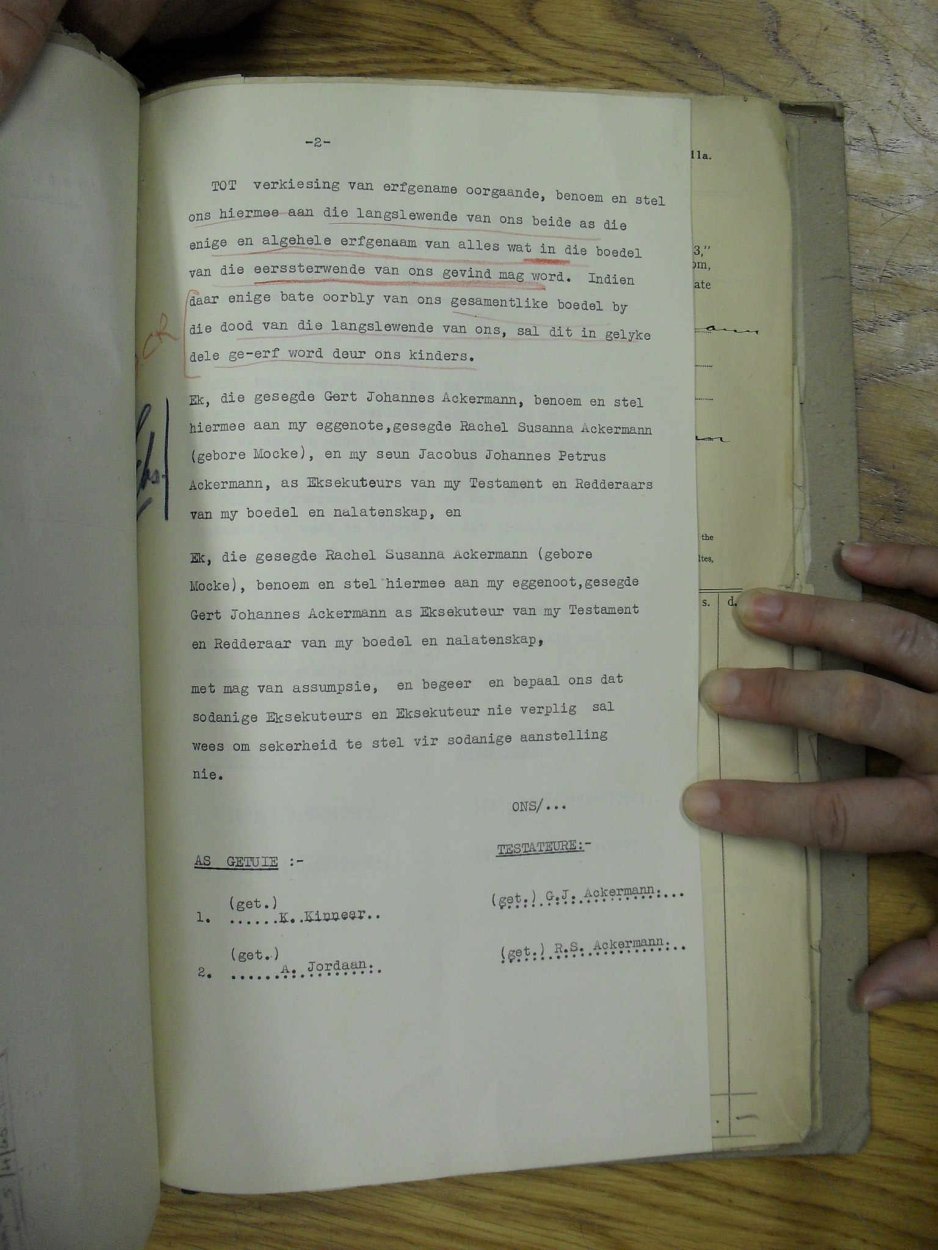 -2-
TOT verkiesing van erfgename oorgaande, benoem en stel
ons hiermee aan die langslewende van ons beide as die
enige en algehele erfgenaam van alles wat in die boedel
van die eerssterwende van ons gevind mag word. Indien
daar enige bate oorbly van ons gesamentlike boedel by
die dood van die langslewende van ons, sal dit in gelyke
dele ge-erf word deur ons kinders.
Ek, die gesegde Gert Johannes Ackermann, benoem en stel
hiermee aan my eggenote,gesegde Rachel Susanna Ackermann
(gebore Mocke), en my seun Jacobus Johannes Petrus
Ackermann, as Eksekuteurs van my Testament en Redderaars
van my boedel en nalatenskap, en
Ek, die gesegde Rachel Susanna Ackermann (gebore
Mocke), benoem en stel hiermee aan my eggenoot,gesegde
Gert Johannes Ackermann as Eksekuteur van my Testament
en Redderaar van my boedel en nalatenskap,
met mag van assumpsie, en begeer en bepaal ons dat
sodanige Eksekuteurs en Eksekuteur nie verplig sal
wees om sekerheid te stel vir sodanige aanstelling
nie.
ONS/...
AS GETUIE :-
TESTATEURE:-
(get.)
1. ......K. Kinneer..
(get.) G.J. Ackermann....
(get.)
2. ......A. Jordaan..
(get.) R.S. Ackermann...
11a.
3,"
om,
ate
the
ltes,
s. d.